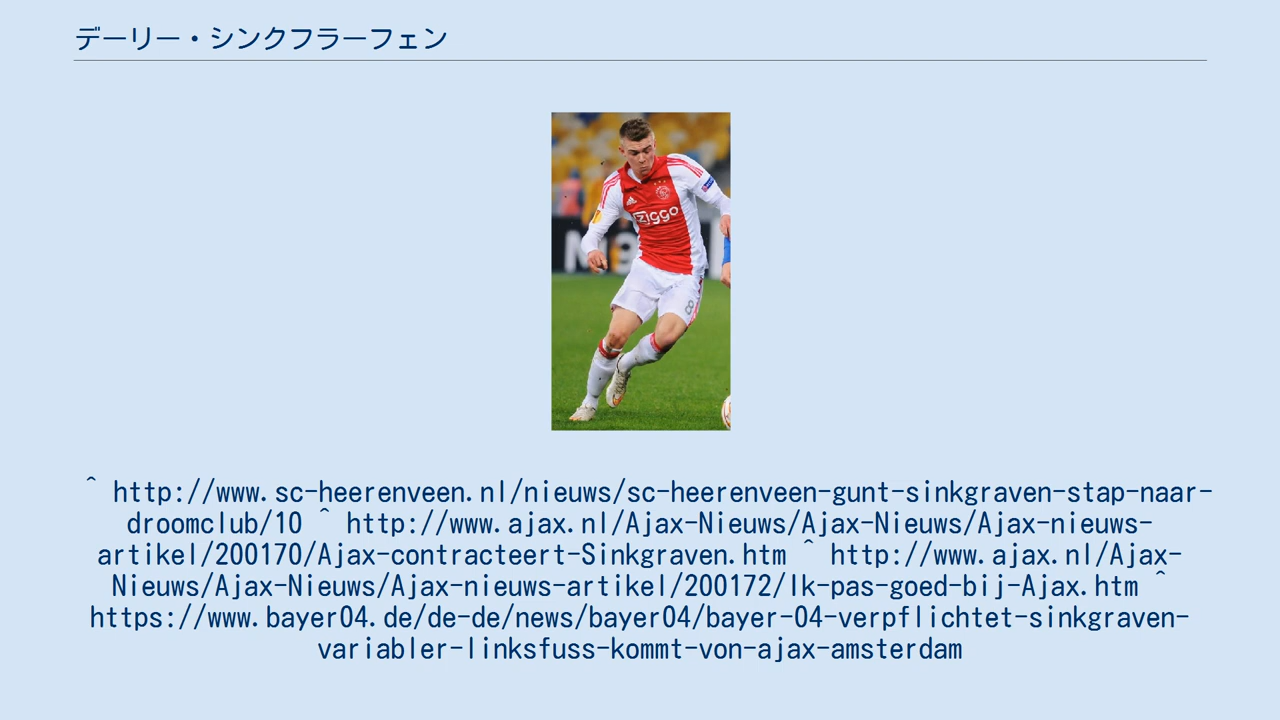 デーリー・シンクフラーフェン
Ziggo
8
^ http://www.sc-heerenveen.nl/nieuws/sc-heerenveen-gunt-sinkgraven-stap-naar-
droomclub/10 ^ http://www.ajax.nl/Ajax-Nieuws/Ajax-Nieuws/Ajax-nieuws-
artikel/200170/Ajax-contracteert-Sinkgraven.htm ^ http://www.ajax.nl/Ajax-
Nieuws/Ajax-Nieuws/Ajax-nieuws-artikel/200172/Ik-pas-goed-bij-Ajax.htm ^
https://www.bayer04.de/de-de/news/bayer04/bayer-04-verpflichtet-sinkgraven-
variabler-linksfuss-kommt-von-ajax-amsterdam